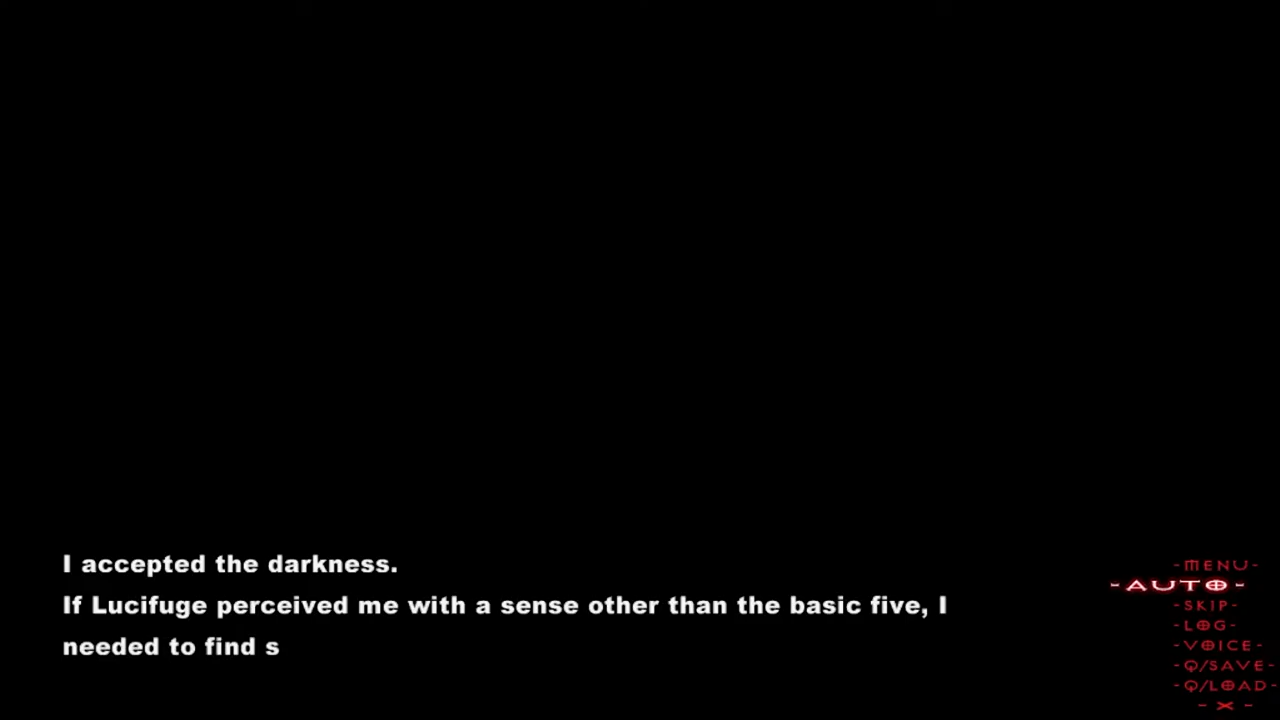 I accepted the darkness.
If Lucifuge perceived me with a sense other than the basic five, I
needed to find s
-MENU-
-AUTO-
-SKIP-
-LOG-
-VOICE-
-Q/SAVE-
-Q/LOAD-
-X-